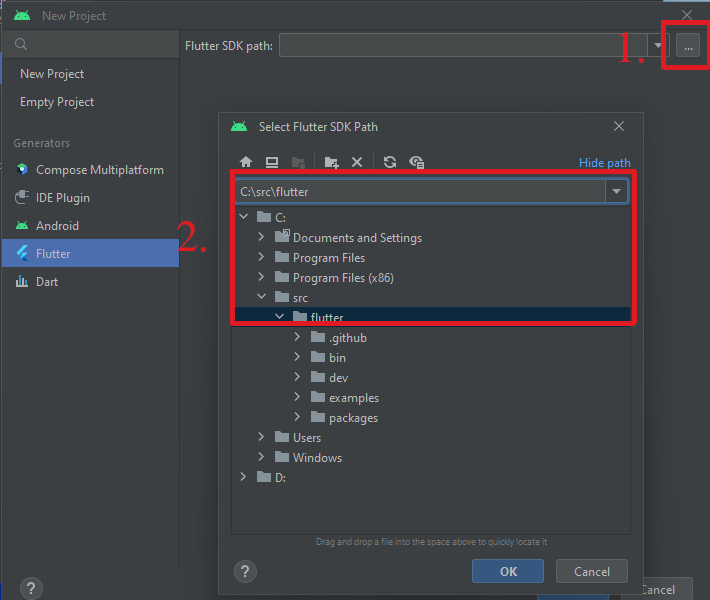 New Project
Flutter SDK path:
1.
...
New Project
Empty Project
Generators
Compose Multiplatform
IDE Plugin
Android
Flutter
Dart
Select Flutter SDK Path
Hide path
2.
C:\src\flutter
C:
Documents and Settings
Program Files
Program Files (x86)
src
flutter
.github
bin
dev
examples
packages
Users
Windows
D:
Drag and drop a file into the space above to quickly locate it
?
OK
Cancel
?
Cancel